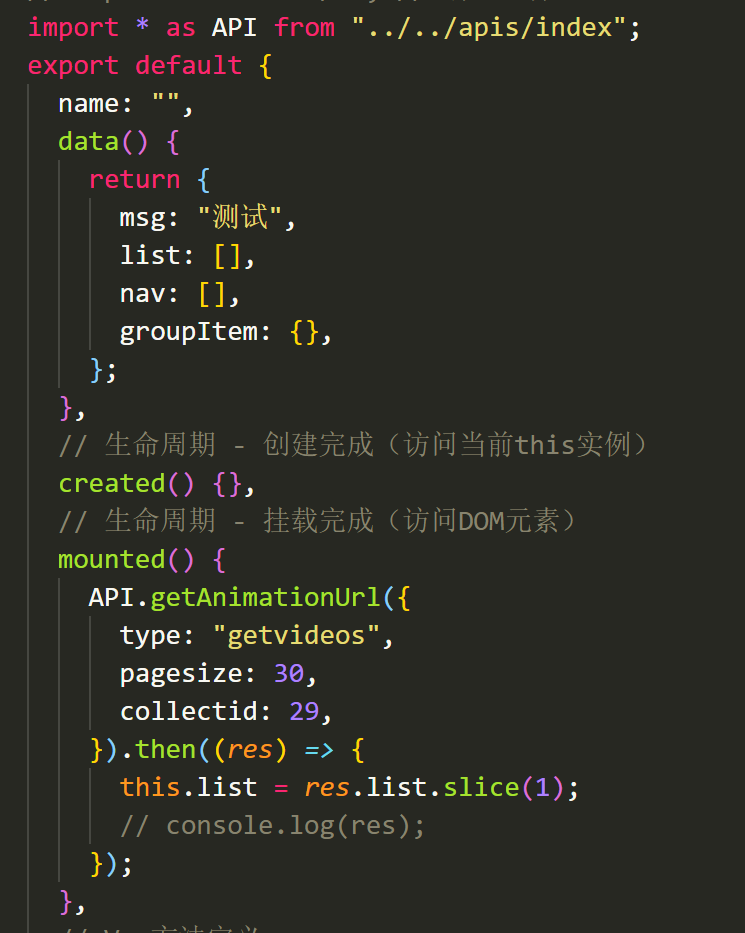 import * as API from "../../apis/index";
export default {
name: "",
data() {
return {
msg: "测试",
list: [],
nav: [],
groupItem: {},
};
},
// 生命周期 - 创建完成（访问当前this实例）
created() {},
// 生命周期 - 挂载完成（访问DOM元素）
mounted() {
API.getAnimationUrl({
type: "getvideos",
pagesize: 30,
collectid: 29,
}).then((res) => {
this.list = res.list.slice(1);
// console.log(res);
});
},